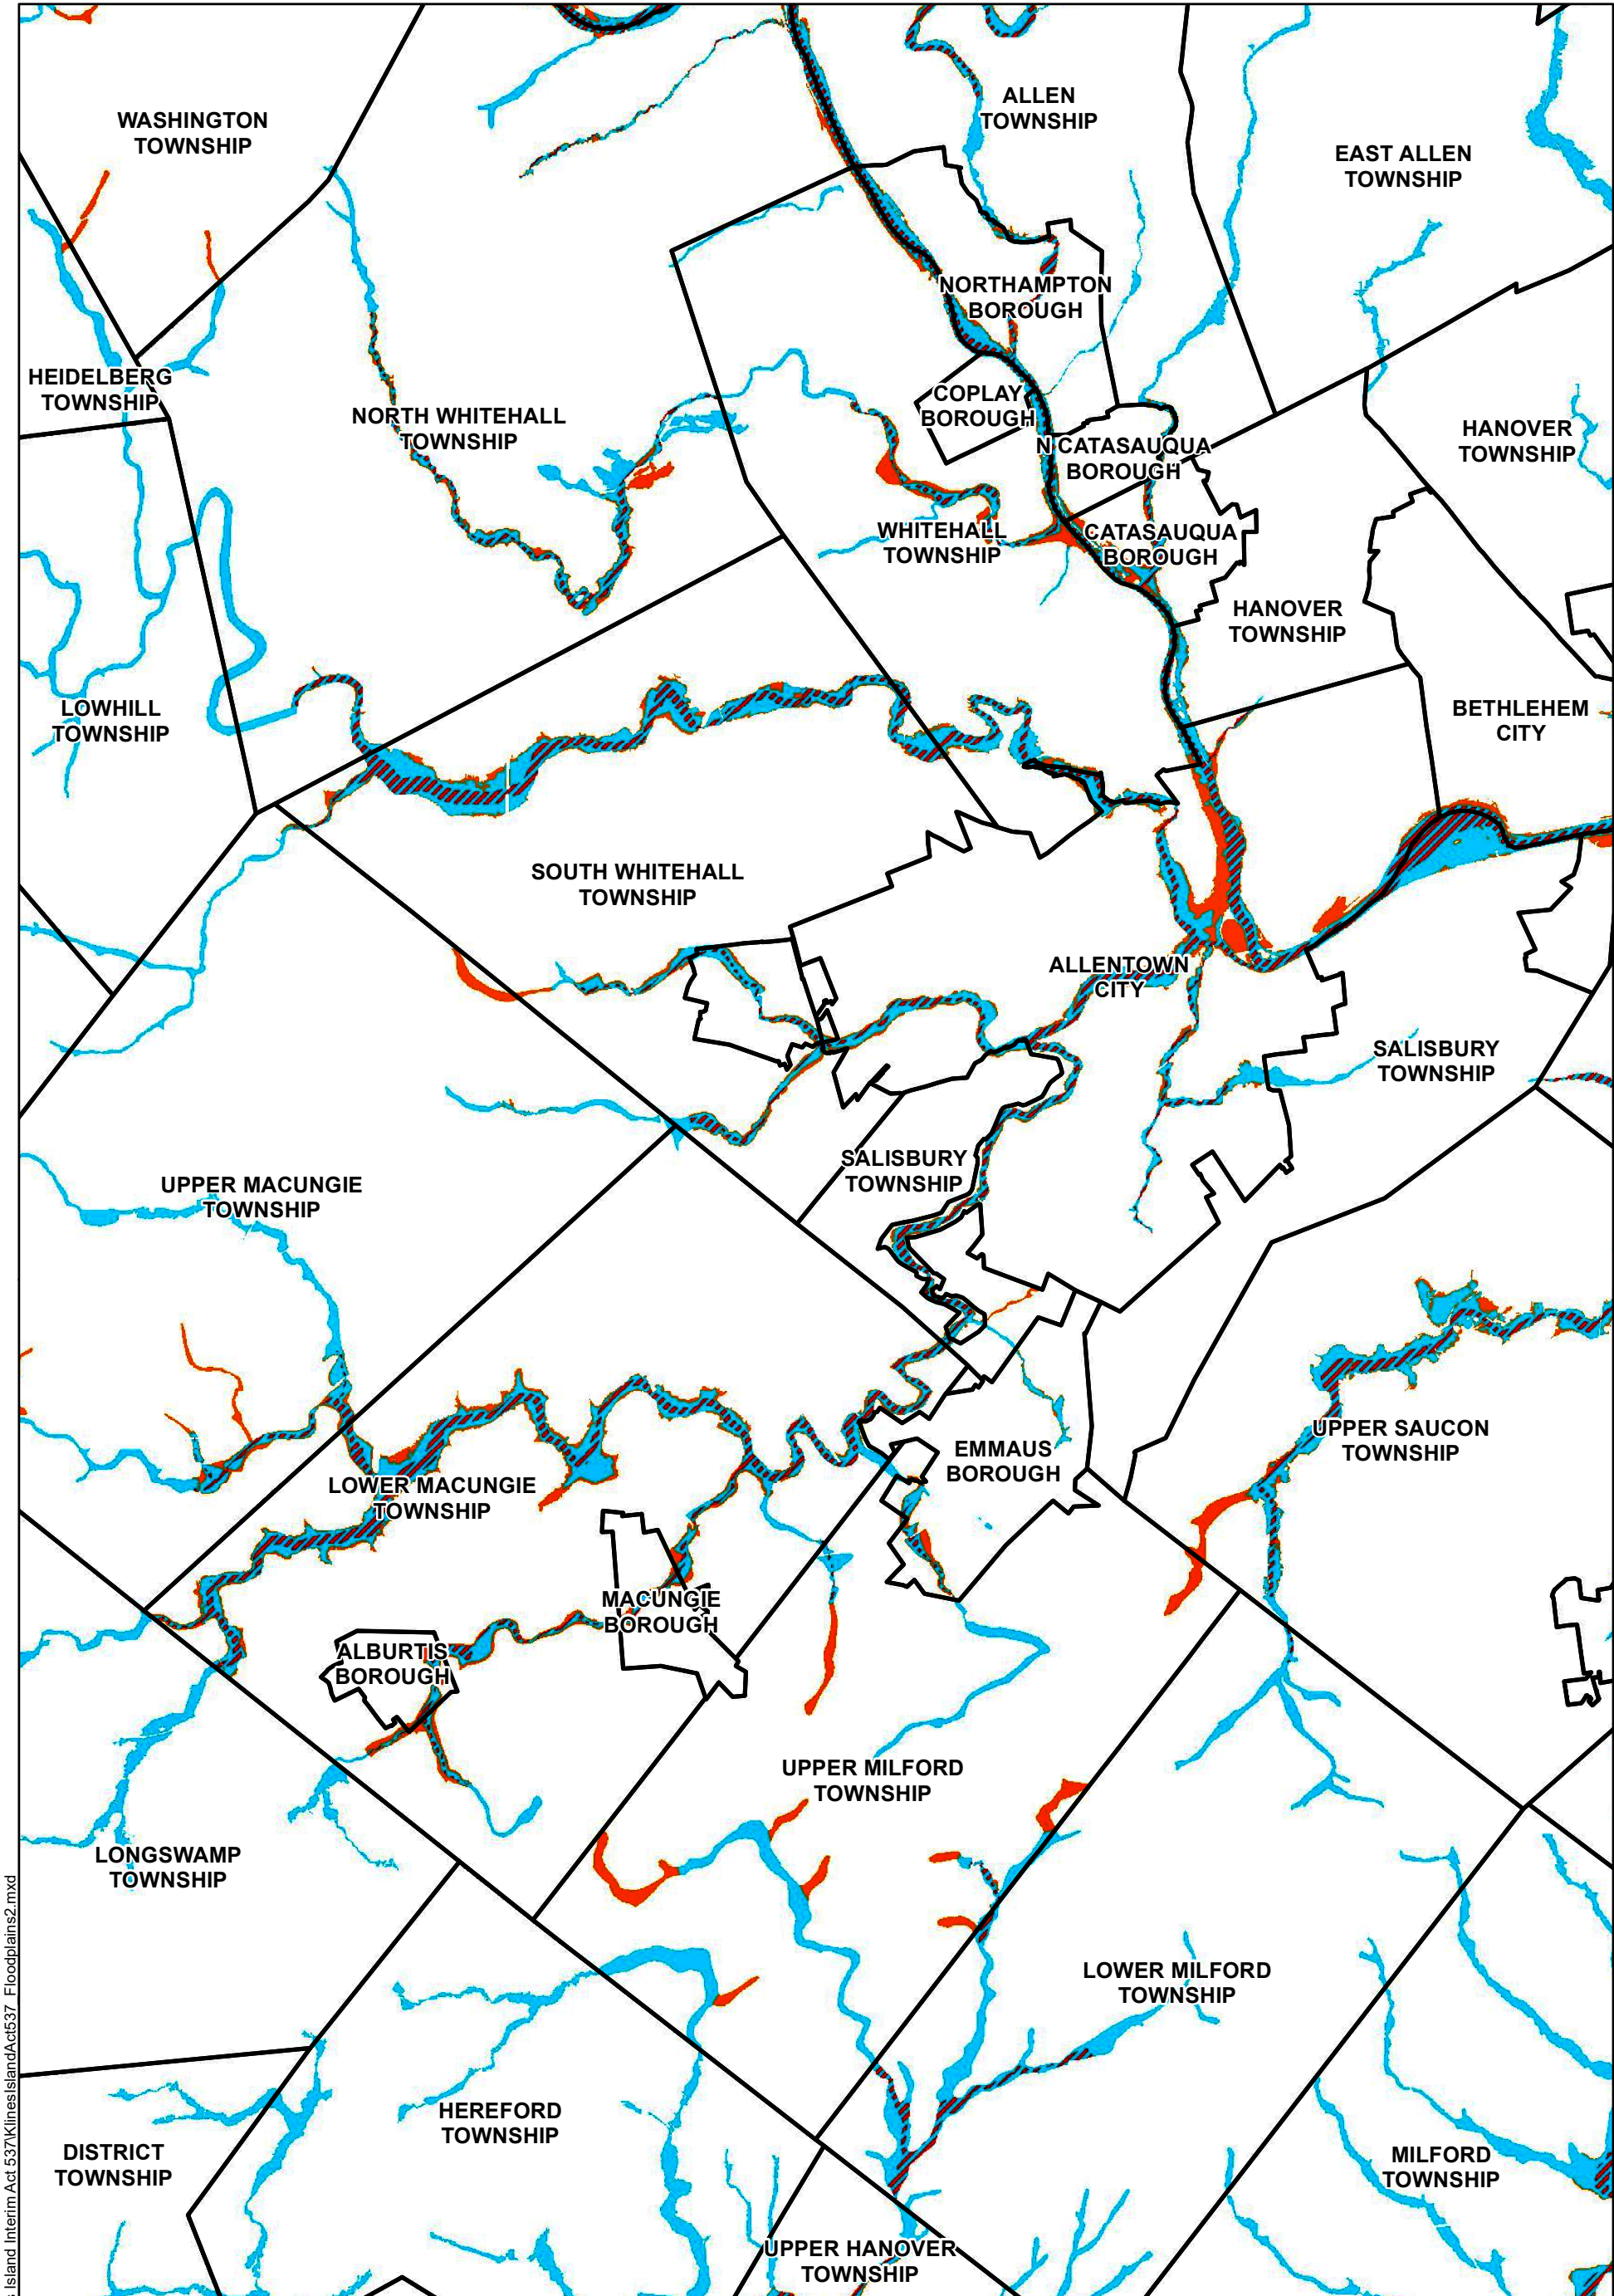 WASHINGTON
TOWNSHIP
ALLEN
TOWNSHIP
EAST ALLEN
TOWNSHIP
NORTHAMPTON
BOROUGH
HEIDELBERG
TOWNSHIP
NORTH WHITEHALL
TOWNSHIP
COPLAY
BOROUGH
N CATASAUQUA
BOROUGH
HANOVER
TOWNSHIP
WHITEHALL
TOWNSHIP
CATASAUQUA
BOROUGH
HANOVER
TOWNSHIP
LOWHILL
TOWNSHIP
BETHLEHEM
CITY
SOUTH WHITEHALL
TOWNSHIP
ALLENTOWN
CITY
SALISBURY
TOWNSHIP
SALISBURY
TOWNSHIP
UPPER MACUNGIE
TOWNSHIP
UPPER SAUCON
TOWNSHIP
EMMAUS
BOROUGH
LOWER MACUNGIE
TOWNSHIP
MACUNGIE
BOROUGH
ALBURTIS
BOROUGH
UPPER MILFORD
TOWNSHIP
LONGSWAMP
TOWNSHIP
LOWER MILFORD
TOWNSHIP
HEREFORD
TOWNSHIP
DISTRICT
TOWNSHIP
MILFORD
TOWNSHIP
UPPER HANOVER
TOWNSHIP
Island Interim Act 537\KlinesIslandAct537_Floodplains2.mxd